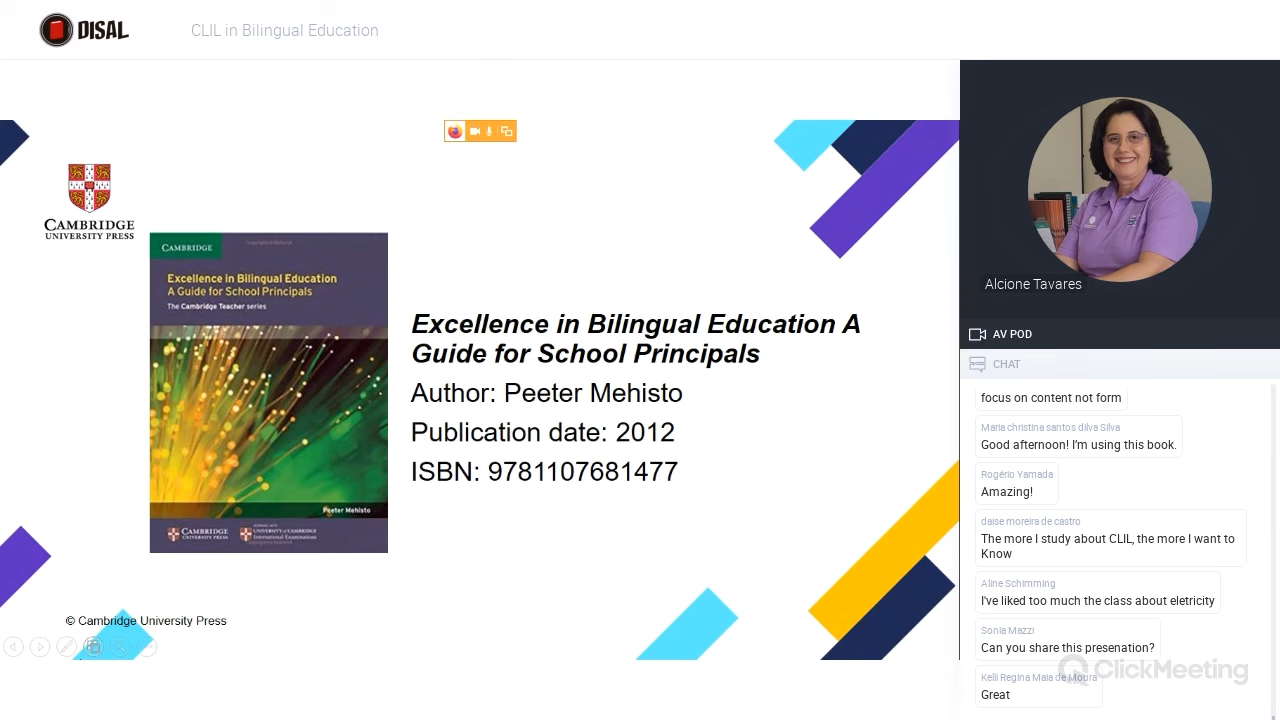 DISAL
CLIL in Bilingual Education
CAMBRIDGE
UNIVERSITY PRESS
CAMBRIDGE
Excellence in Bilingual Education
A Guide for School Principals
The Cambridge Teacher series
Peeter Mehisto
CAMBRIDGE
UNIVERSITY PRESS
UNIVERSITY of CAMBRIDGE
International Examinations
Excellence in Bilingual Education A
Guide for School Principals
Author: Peeter Mehisto
Publication date: 2012
ISBN: 9781107681477
© Cambridge University Press
Alcione Tavares
AV POD
CHAT
focus on content not form
Maria christina santos dilva Silva
Good afternoon! I'm using this book.
Rogério Yamada
Amazing!
daise moreira de castro
The more I study about CLIL, the more I want to
Know
Aline Schimming
I've liked too much the class about eletricity
Sonia Mazzi
Can you share this presenation?
Kelli Regina Maia de Moura
Great
ClickMeeting